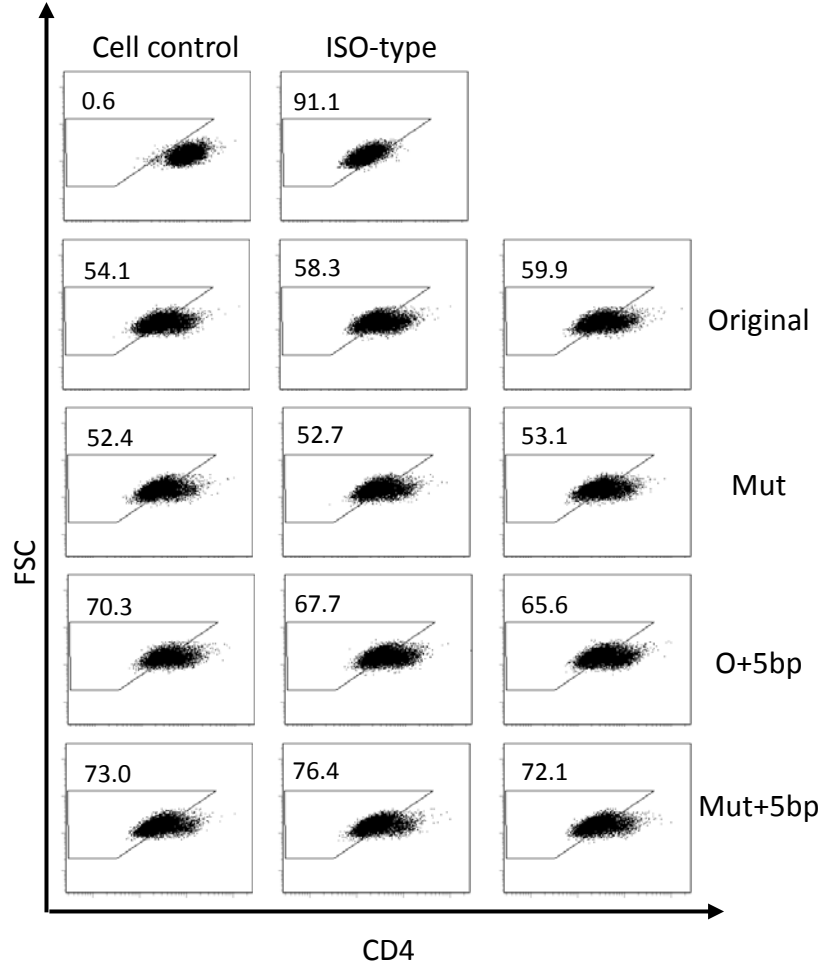 Cell control ISO-type
0.6 91.1
54.1 58.3 59.9
Original
52.4 52.7 53.1
Mut
70.3 67.7 65.6
O+5bp
73.0 76.4 72.1
Mut+5bp
FSC
CD4